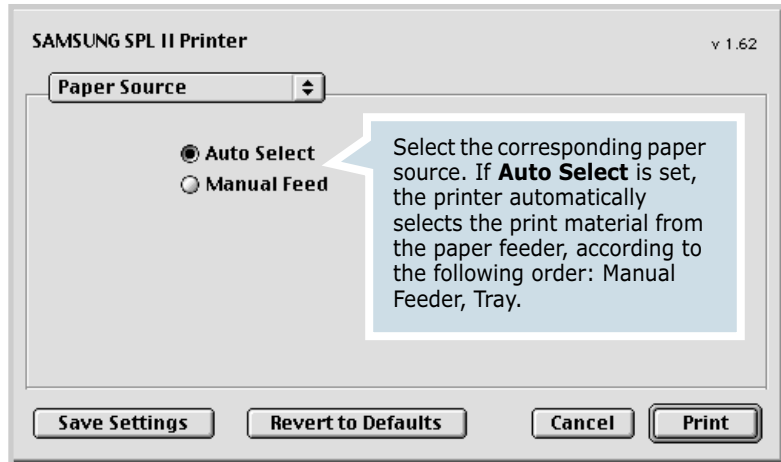 SAMSUNG SPL II Printer
v 1.62
Paper Source
Auto Select
Manual Feed
Select the corresponding paper
source. If Auto Select is set,
the printer automatically
selects the print material from
the paper feeder, according to
the following order: Manual
Feeder, Tray.
Save Settings
Revert to Defaults
Cancel
Print